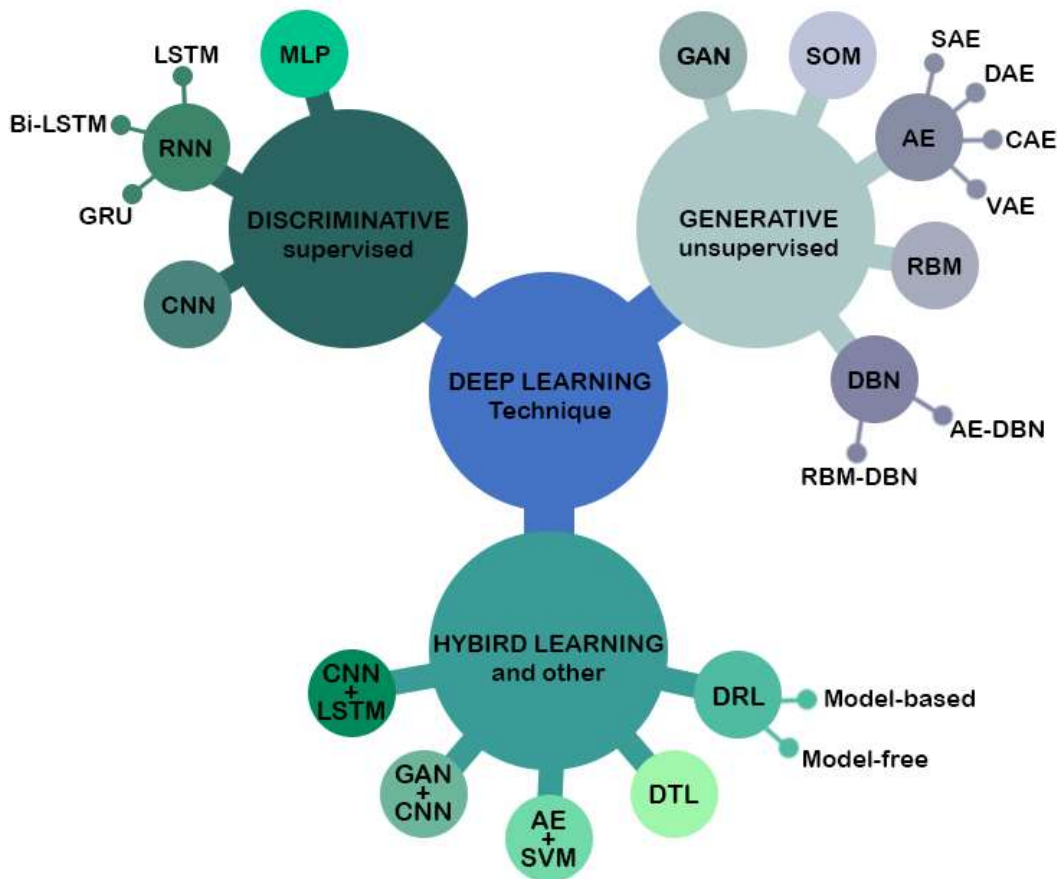 LSTM
MLP
Bi-LSTM
RNN
GRU
DISCRIMINATIVE
supervised
CNN
GAN
SOM
SAE
DAE
AE
CAE
VAE
GENERATIVE
unsupervised
RBM
DBN
AE-DBN
RBM-DBN
DEEP LEARNING
Technique
HYBIRD LEARNING
and other
CNN
+
LSTM
GAN
+
CNN
AE
+
SVM
DTL
DRL
Model-based
Model-free